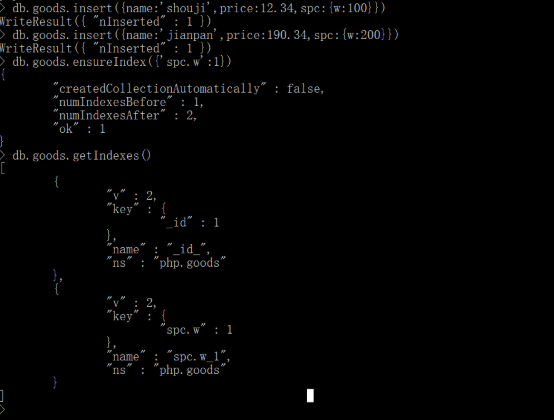 > db.goods.insert({name:'shouji',price:12.34,spc:{w:100}})
WriteResult({ "nInserted" : 1 })
> db.goods.insert({name:'jianpan',price:190.34,spc:{w:200}})
WriteResult({ "nInserted" : 1 })
> db.goods.ensureIndex({'spc.w':1})
{
        "createdCollectionAutomatically" : false,
        "numIndexesBefore" : 1,
        "numIndexesAfter" : 2,
        "ok" : 1
}
> db.goods.getIndexes()
[
        {
                "v" : 2,
                "key" : {
                        "_id" : 1
                },
                "name" : "_id_",
                "ns" : "php.goods"
        },
        {
                "v" : 2,
                "key" : {
                        "spc.w" : 1
                },
                "name" : "spc.w_1",
                "ns" : "php.goods"
        }
]
>